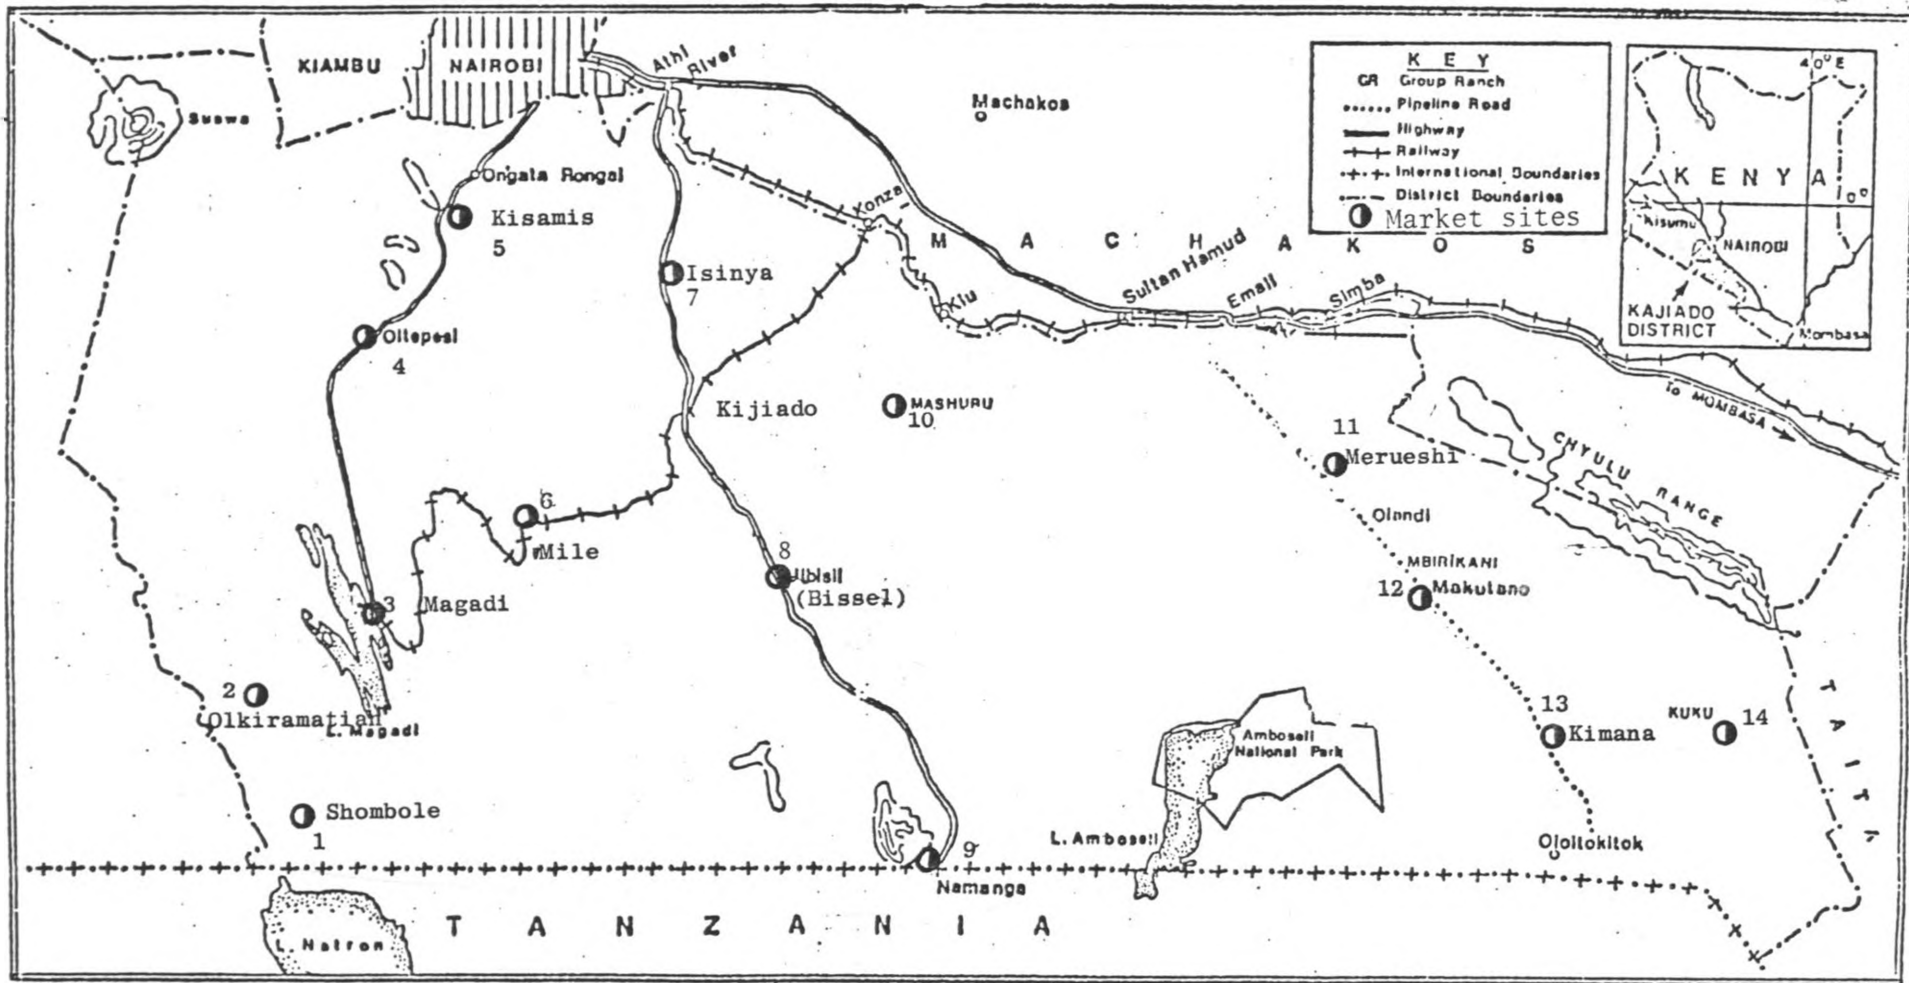 KIAMBU
NAIROBI
Athi
River
Suswa
Machakos
K E Y
GR Group Ranch
Pipeline Road
Highway
Railway
International Boundaries
District Boundaries
Market sites
40° E
K E N Y A
0°
Kisumu
NAIROBI
KAJIADO
DISTRICT
Mombasa
Ongata Rongai
Kisamis
5
Konza
M A C H A K O S
Isinya
7
Kiu
Sultan Hamud
Emali
Simba
Oltepesi
4
to MOMBASA
Kijiado
MASHURU
10
11
Merueshi
CHYULU RANGE
6
Mile
Olandi
8
Ilbisil
(Bissel)
MBIRIKANI
12 Makutano
3 Magadi
2
Olkiramatian
L. Magadi
13
Kimana
KUKU 14
TAITA
Amboseli
National Park
Shombole
1
L. Amboseli
9
Namanga
Oloitokitok
T A N Z A N I A
L. Natron